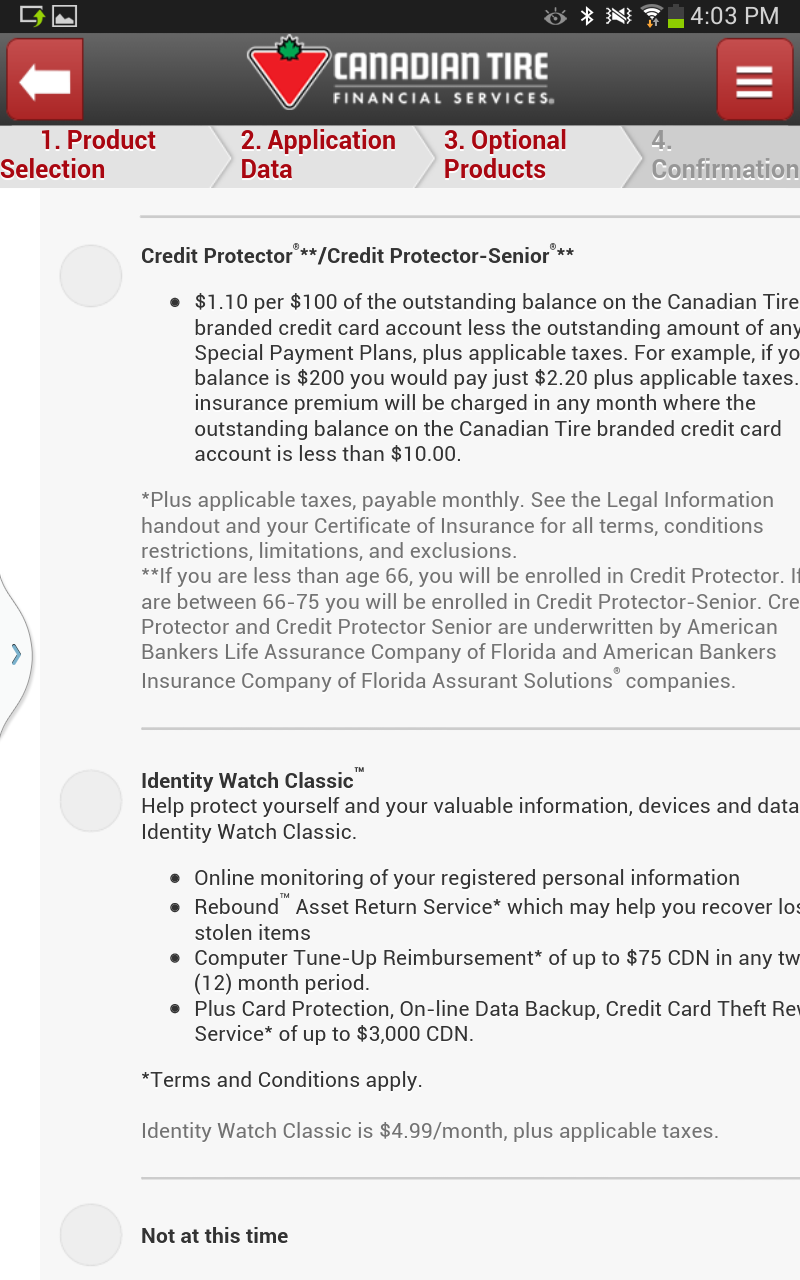 4:03 PM
CANADIAN TIRE
FINANCIAL SERVICES®
1. Product
Selection
2. Application
Data
3. Optional
Products
4.
Confirmation
Credit Protector®**/Credit Protector-Senior®**
$1.10 per $100 of the outstanding balance on the Canadian Tire
branded credit card account less the outstanding amount of any
Special Payment Plans, plus applicable taxes. For example, if yo
balance is $200 you would pay just $2.20 plus applicable taxes.
insurance premium will be charged in any month where the
outstanding balance on the Canadian Tire branded credit card
account is less than $10.00.
*Plus applicable taxes, payable monthly. See the Legal Information
handout and your Certificate of Insurance for all terms, conditions
restrictions, limitations, and exclusions.
**If you are less than age 66, you will be enrolled in Credit Protector. If
are between 66-75 you will be enrolled in Credit Protector-Senior. Cre
Protector and Credit Protector Senior are underwritten by American
Bankers Life Assurance Company of Florida and American Bankers
Insurance Company of Florida Assurant Solutions® companies.
Identity Watch Classic™
Help protect yourself and your valuable information, devices and data
Identity Watch Classic.
Online monitoring of your registered personal information
Rebound™ Asset Return Service* which may help you recover los
stolen items
Computer Tune-Up Reimbursement* of up to $75 CDN in any tw
(12) month period.
Plus Card Protection, On-line Data Backup, Credit Card Theft Rew
Service* of up to $3,000 CDN.
*Terms and Conditions apply.
Identity Watch Classic is $4.99/month, plus applicable taxes.
Not at this time